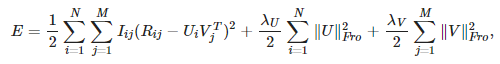 $E = \frac{1}{2} \sum_{i=1}^{N} \sum_{j=1}^{M} I_{ij} (R_{ij} - U_i V_j^T)^2 + \frac{\lambda_U}{2} \sum_{i=1}^{N} \|U\|_{Fro}^2 + \frac{\lambda_V}{2} \sum_{j=1}^{M} \|V\|_{Fro}^2,$